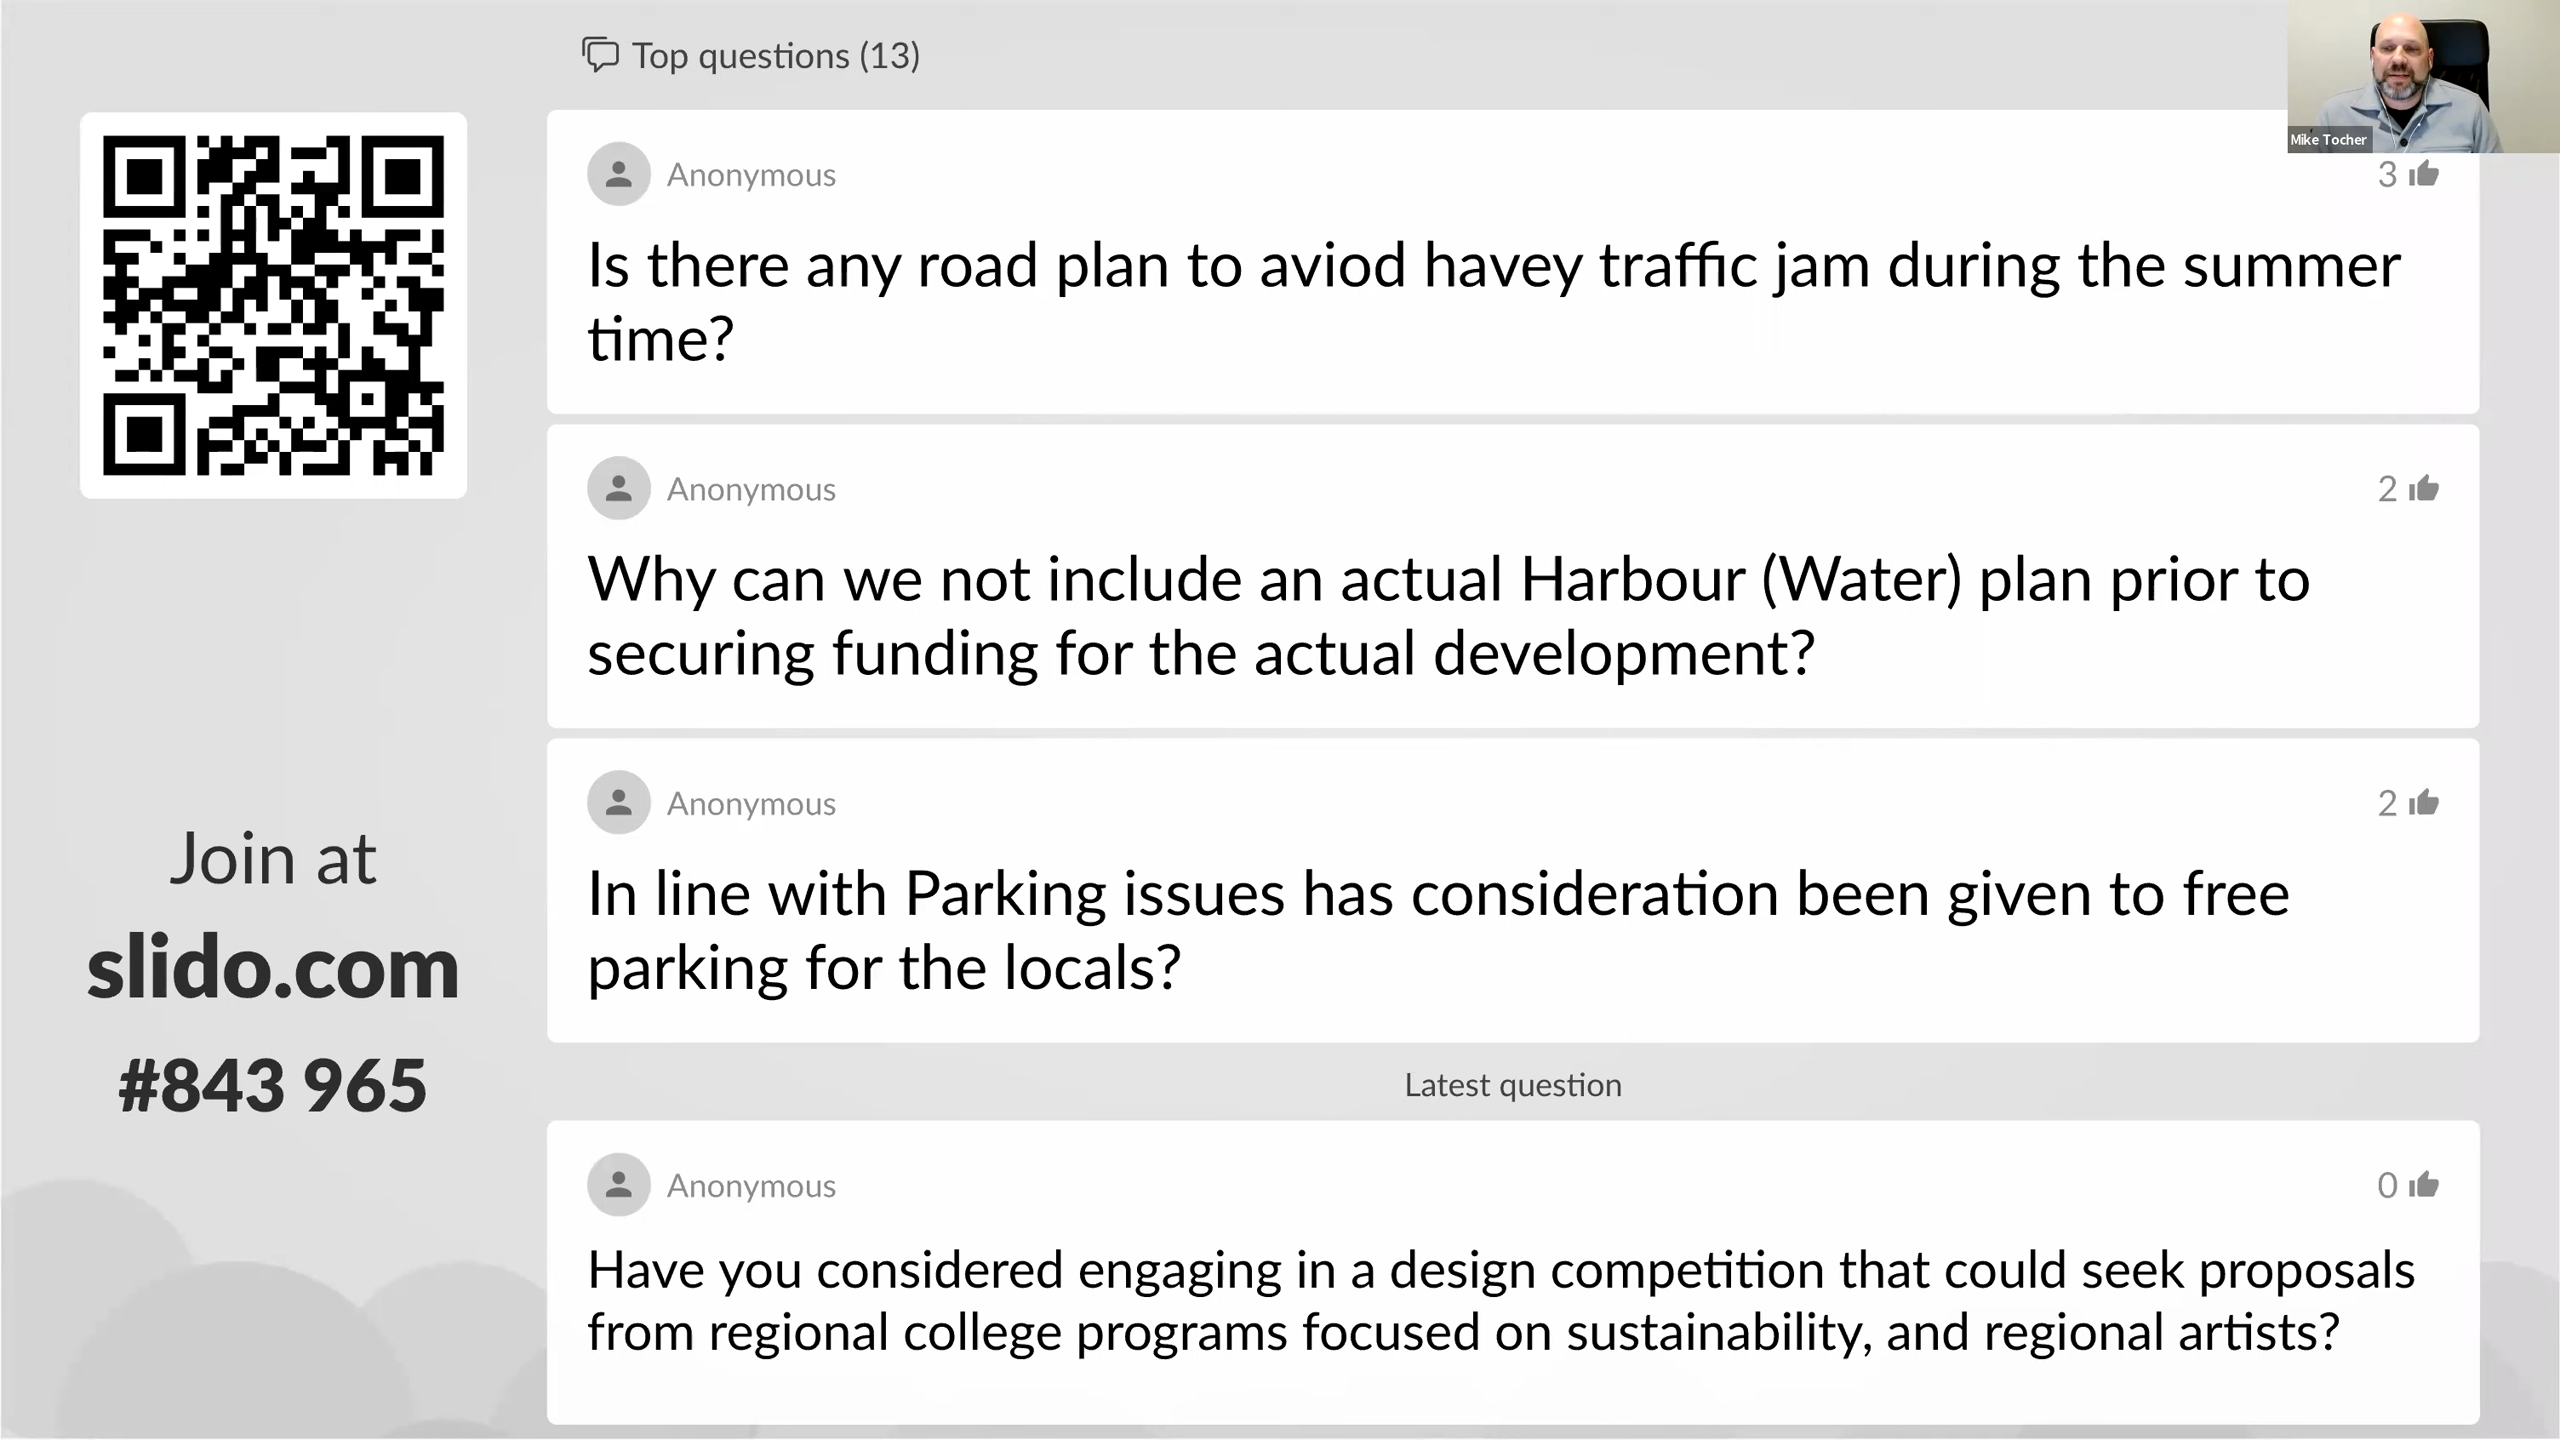 Top questions (13)
Mike Tocher
Anonymous
3
Is there any road plan to aviod havey traffic jam during the summer
time?
Anonymous
2
Why can we not include an actual Harbour (Water) plan prior to
securing funding for the actual development?
Anonymous
2
In line with Parking issues has consideration been given to free
parking for the locals?
Join at
slido.com
#843 965
Latest question
Anonymous
0
Have you considered engaging in a design competition that could seek proposals
from regional college programs focused on sustainability, and regional artists?